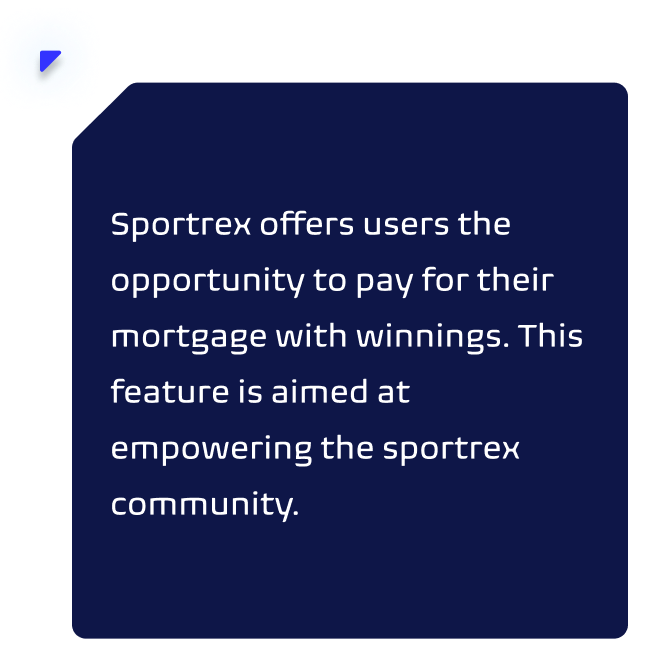 Sportrex offers users the
opportunity to pay for their
mortgage with winnings. This
feature is aimed at
empowering the sportrex
community.